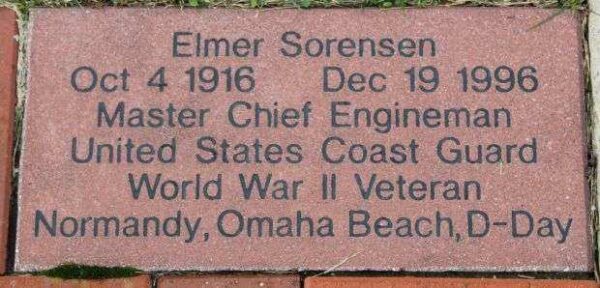 Elmer Sorensen
Oct 4 1916 Dec 19 1996
Master Chief Engineman
United States Coast Guard
World War II Veteran
Normandy, Omaha Beach, D-Day